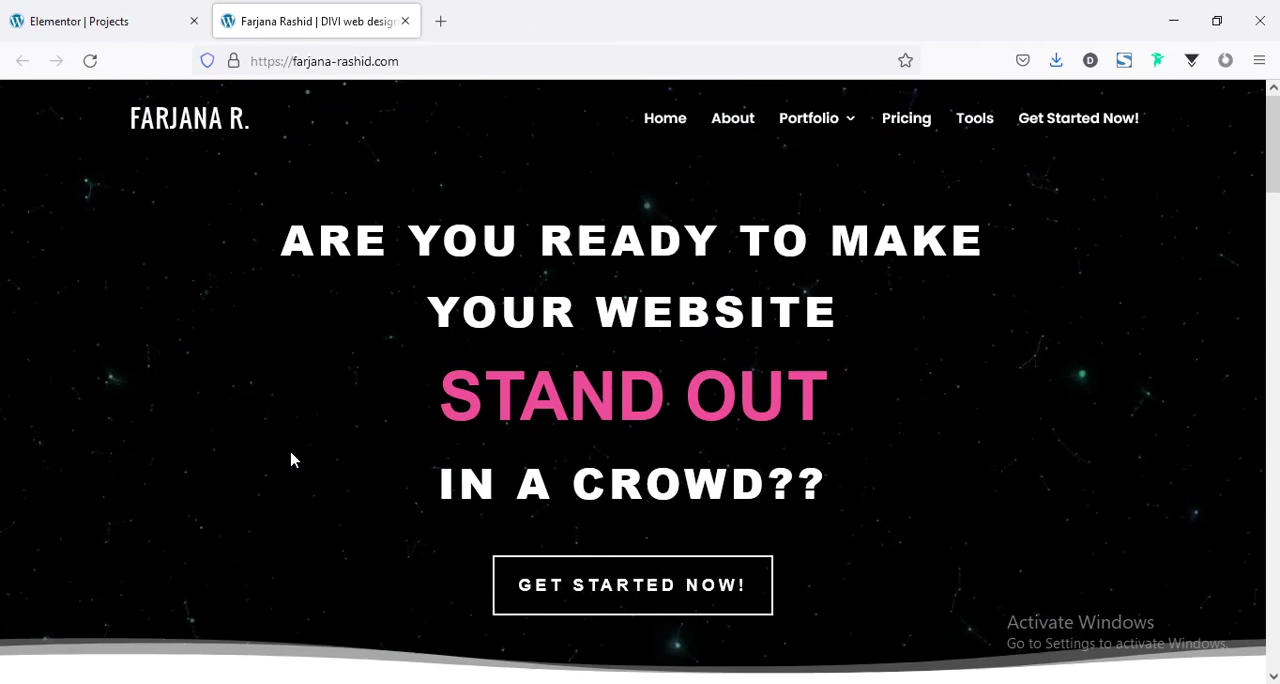 Elementor | Projects
Farjana Rashid | DIVI web desig
https://farjana-rashid.com
FARJANA R.
Home About Portfolio Pricing Tools Get Started Now!
ARE YOU READY TO MAKE
YOUR WEBSITE
STAND OUT
IN A CROWD??
GET STARTED NOW!
Activate Windows
Go to Settings to activate Windows.